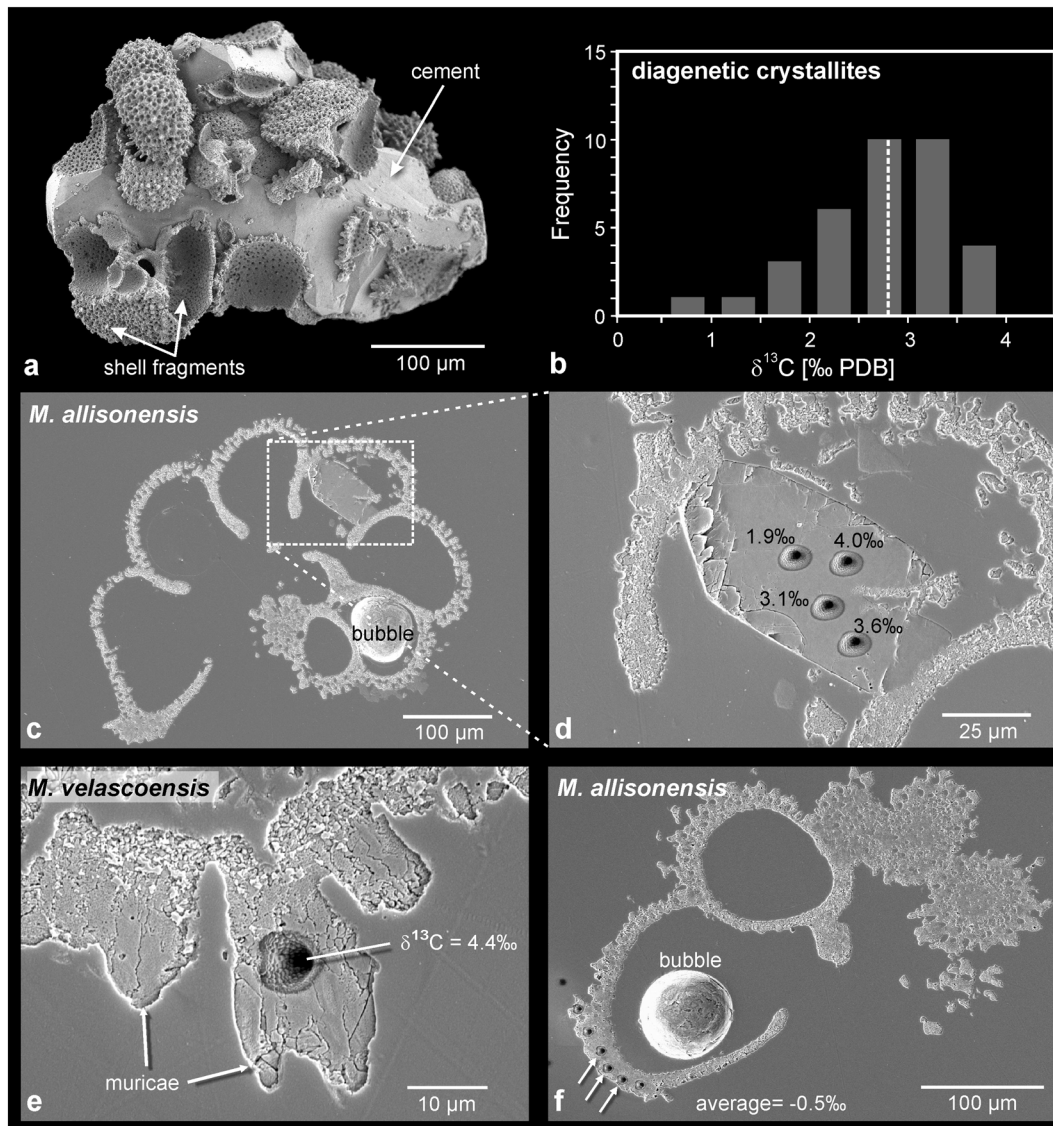 cement
shell fragments
100 µm
a
diagenetic crystallites
15
10
5
0
Frequency
0 1 2 3 4
δ¹³C [‰ PDB]
b
M. allisonensis
bubble
100 µm
c
1.9‰ 4.0‰
3.1‰
3.6‰
25 µm
d
M. velascoensis
δ¹³C = 4.4‰
muricae
10 µm
e
M. allisonensis
bubble
average= -0.5‰
100 µm
f